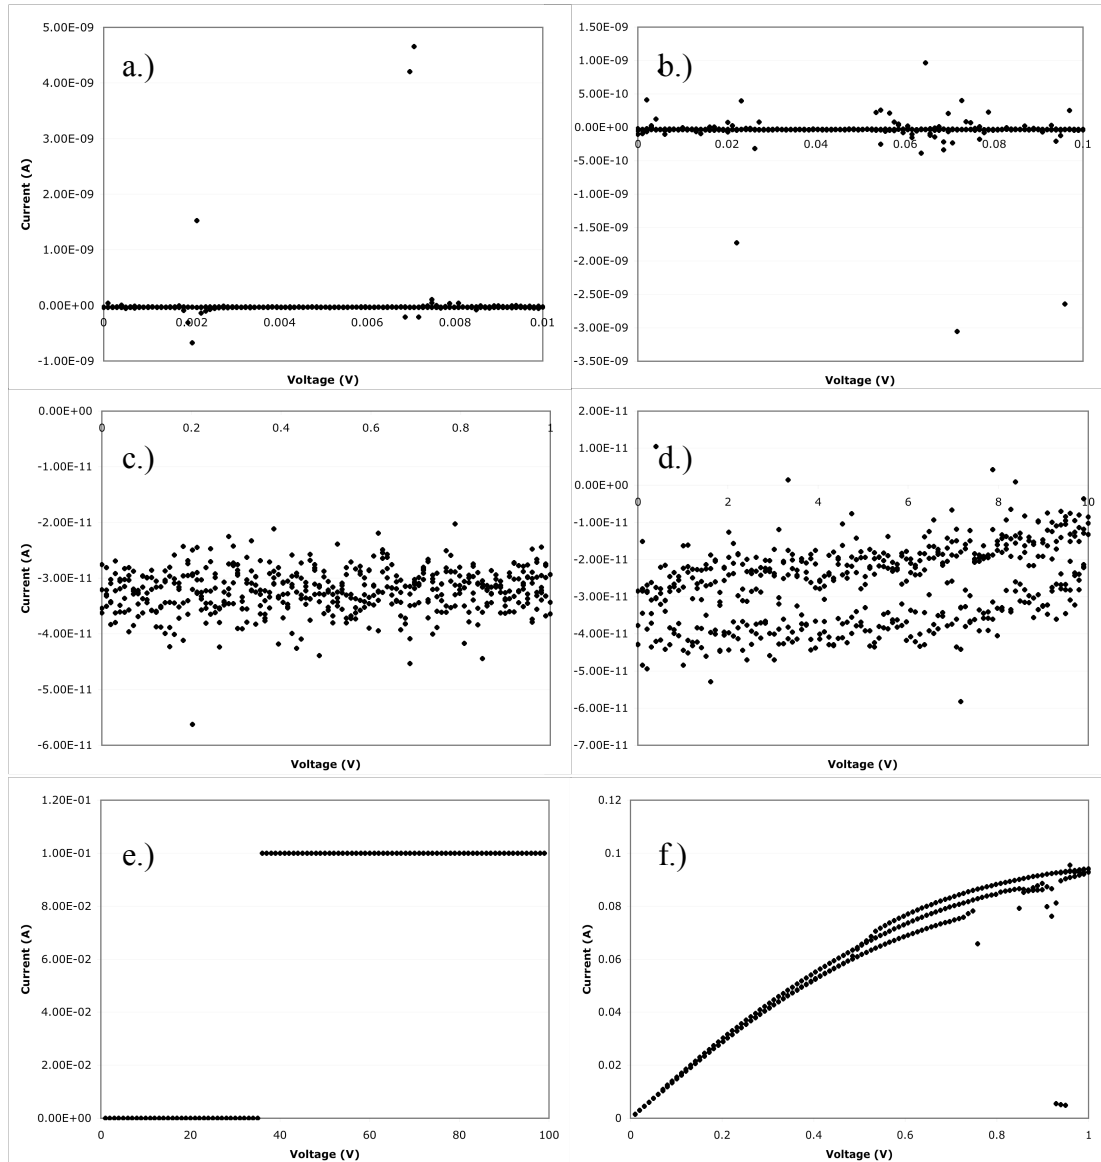 a.)
5.00E-09
4.00E-09
3.00E-09
2.00E-09
1.00E-09
0.00E+00
-1.00E-09
0 0.002 0.004 0.006 0.008 0.01
Current (A)
Voltage (V)
b.)
1.50E-09
1.00E-09
5.00E-10
0.00E+00
-5.00E-10
-1.00E-09
-1.50E-09
-2.00E-09
-2.50E-09
-3.00E-09
-3.50E-09
0 0.02 0.04 0.06 0.08 0.1
Voltage (V)
c.)
0.00E+00
-1.00E-11
-2.00E-11
-3.00E-11
-4.00E-11
-5.00E-11
-6.00E-11
0 0.2 0.4 0.6 0.8 1
Current (A)
Voltage (V)
d.)
2.00E-11
1.00E-11
0.00E+00
-1.00E-11
-2.00E-11
-3.00E-11
-4.00E-11
-5.00E-11
-6.00E-11
-7.00E-11
0 2 4 6 8 10
Voltage (V)
e.)
1.20E-01
1.00E-01
8.00E-02
6.00E-02
4.00E-02
2.00E-02
0.00E+00
0 20 40 60 80 100
Current (A)
Voltage (V)
f.)
0.12
0.1
0.08
0.06
0.04
0.02
0
0 0.2 0.4 0.6 0.8 1
Current (A)
Voltage (V)